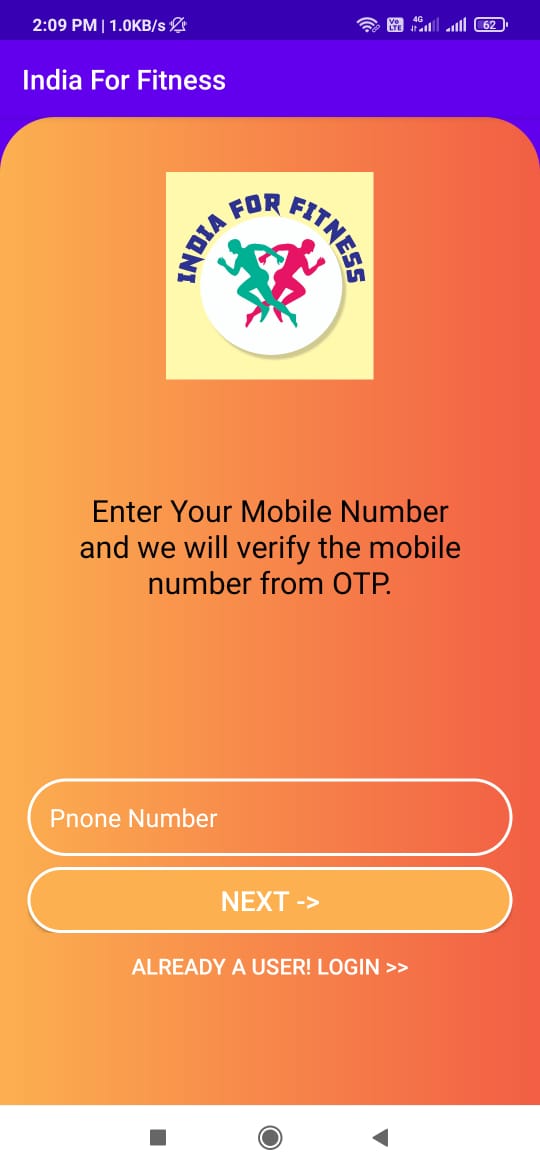 2:09 PM | 1.0KB/s
Vo LTE 4G 62
India For Fitness
INDIA FOR FITNESS
Enter Your Mobile Number
and we will verify the mobile
number from OTP.
Pnone Number
NEXT ->
ALREADY A USER! LOGIN >>